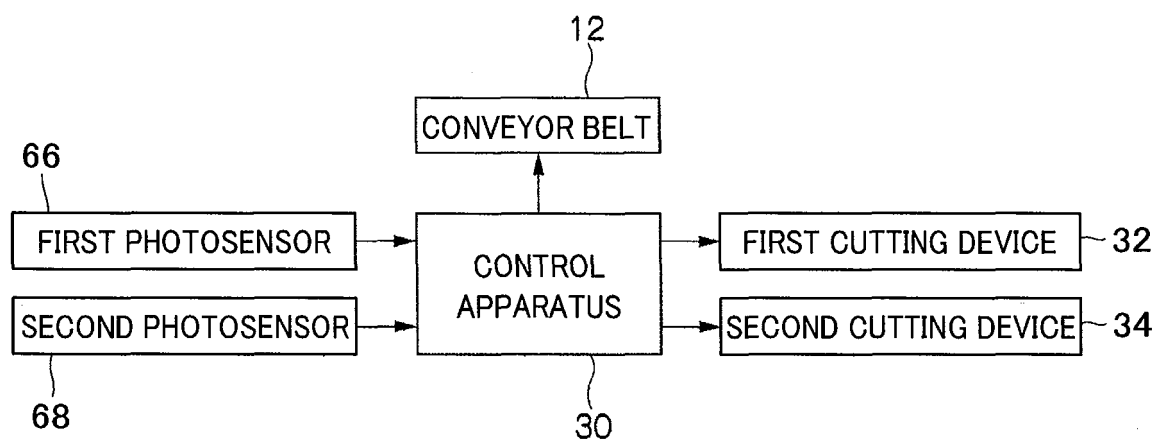 12
CONVEYOR BELT
66
FIRST PHOTOSENSOR
CONTROL
APPARATUS
FIRST CUTTING DEVICE
32
SECOND PHOTOSENSOR
SECOND CUTTING DEVICE
34
68
30